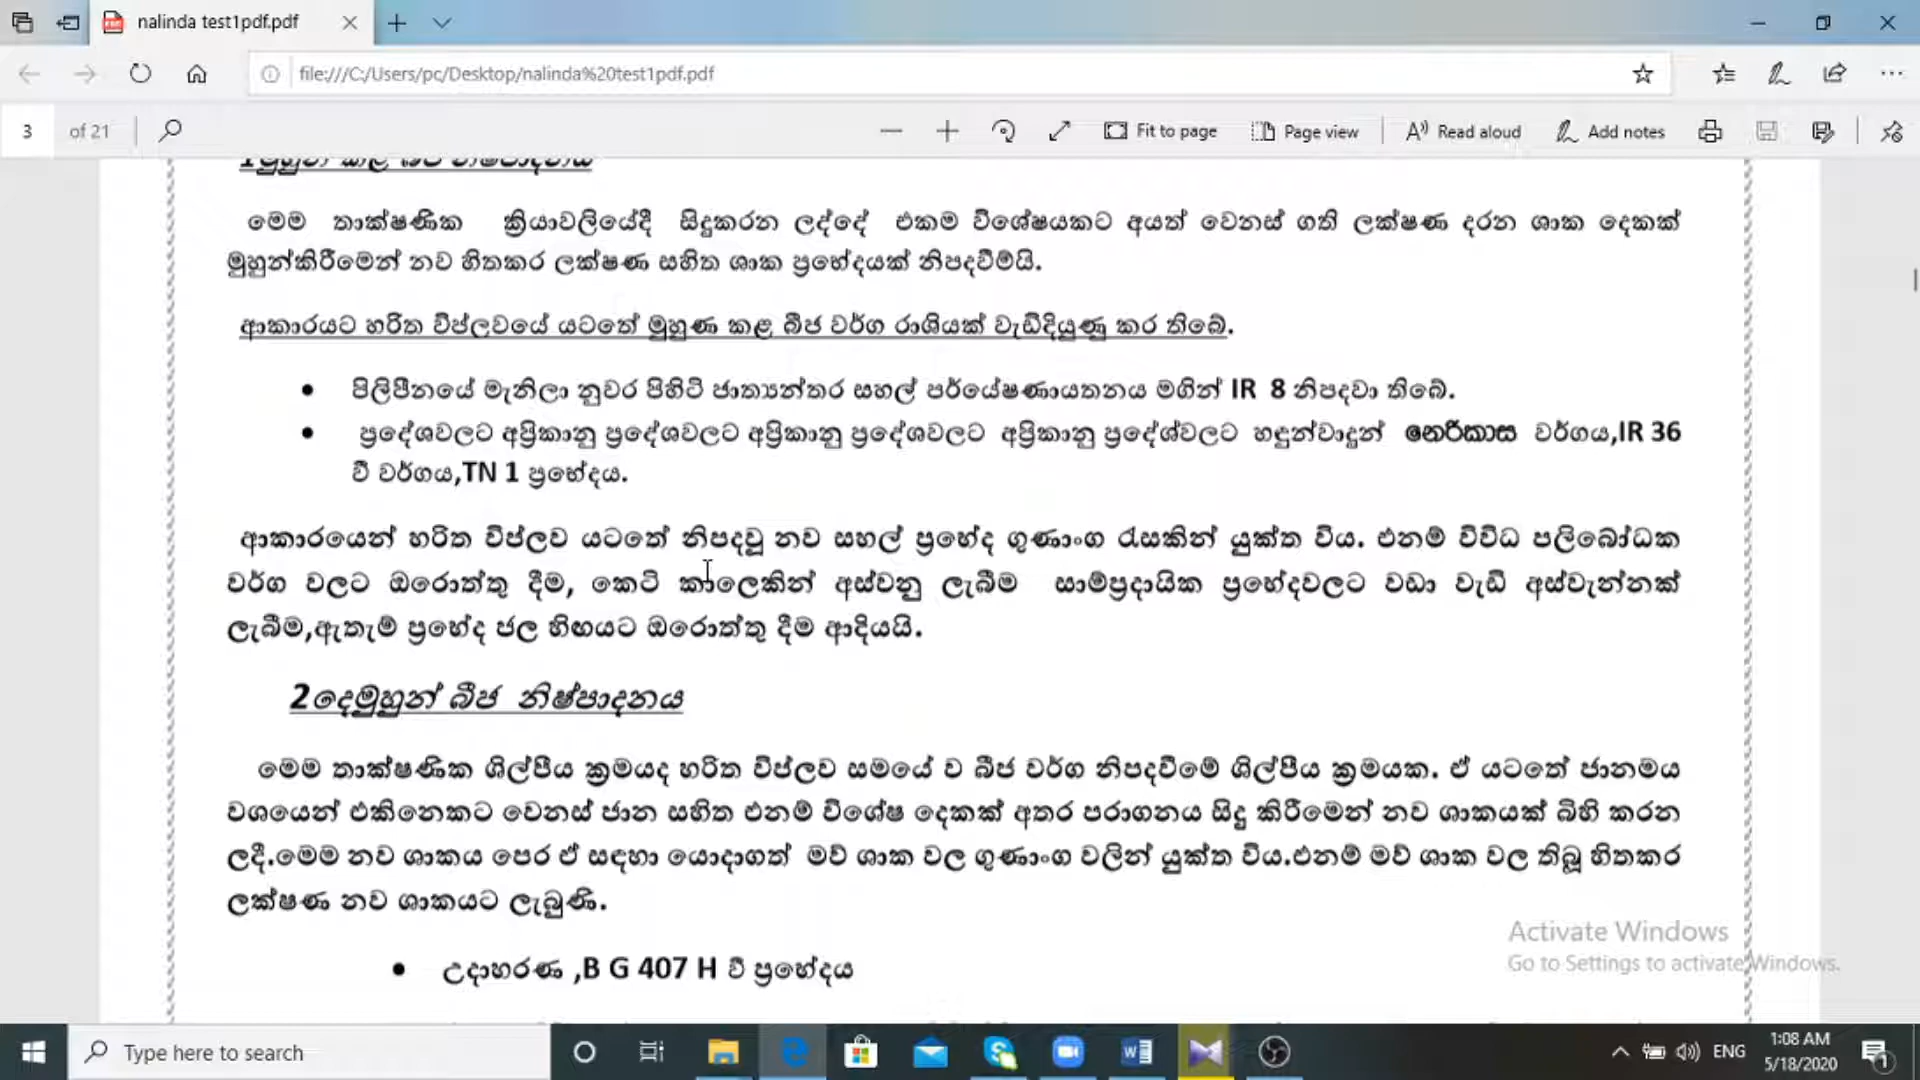 nalinda test1pdf.pdf
file:///C:/Users/pc/Desktop/nalinda%20test1pdf.pdf
3 of 21 Fit to page Page view Read aloud Add notes
1මුහුන් කළ බීජ නිෂ්පාදනය
මෙම තාක්ෂණික ක්‍රියාවලියේදී සිදුකරන ලද්දේ එකම විශේෂයකට අයත් වෙනස් ගති ලක්ෂණ දරන ශාක දෙකක්
මුහුන්කිරීමෙන් නව හිතකර ලක්ෂණ සහිත ශාක ප්‍රභේදයක් නිපදවීමයි.
ආකාරයට හරිත විප්ලවයේ යටතේ මුහුණ කළ බීජ වර්ග රාශියක් වැඩිදියුණු කර තිබේ.
• පිලිපීනයේ මැනිලා නුවර පිහිටි ජාත්‍යන්තර සහල් පර්යේෂණායතනය මගින් IR 8 නිපදවා තිබේ.
• ප්‍රදේශවලට අප්‍රිකානු ප්‍රදේශවලට අප්‍රිකානු ප්‍රදේශවලට අප්‍රිකානු ප්‍රදේශ්වලට හඳුන්වාදුන් නෙරිකාස වර්ගය,IR 36
වී වර්ගය,TN 1 ප්‍රභේදය.
ආකාරයෙන් හරිත විප්ලව යටතේ නිපදවූ නව සහල් ප්‍රභේද ගුණාංග රැසකින් යුක්ත විය. එනම් විවිධ පලිබෝධක
වර්ග වලට ඔරොත්තු දීම, කෙටි කාලෙකින් අස්වනු ලැබීම සාම්ප්‍රදායික ප්‍රභේදවලට වඩා වැඩි අස්වැන්නක්
ලැබීම,ඇතැම් ප්‍රභේද ජල හිඟයට ඔරොත්තු දීම ආදියයි.
2දෙමුහුන් බීජ නිෂ්පාදනය
මෙම තාක්ෂණික ශිල්පීය ක්‍රමයද හරිත විප්ලව සමයේ ව බීජ වර්ග නිපදවීමේ ශිල්පීය ක්‍රමයක. ඒ යටතේ ජානමය
වශයෙන් එකිනෙකට වෙනස් ජාන සහිත එනම් විශේෂ දෙකක් අතර පරාගනය සිදු කිරීමෙන් නව ශාකයක් බිහි කරන
ලදී.මෙම නව ශාකය පෙර ඒ සඳහා යොදාගත් මව් ශාක වල ගුණාංග වලින් යුක්ත විය.එනම් මව් ශාක වල තිබූ හිතකර
ලක්ෂණ නව ශාකයට ලැබුණි.
• උදාහරණ ,B G 407 H වී ප්‍රභේදය
Activate Windows
Go to Settings to activate Windows.
Type here to search
ENG
1:08 AM
5/18/2020
1